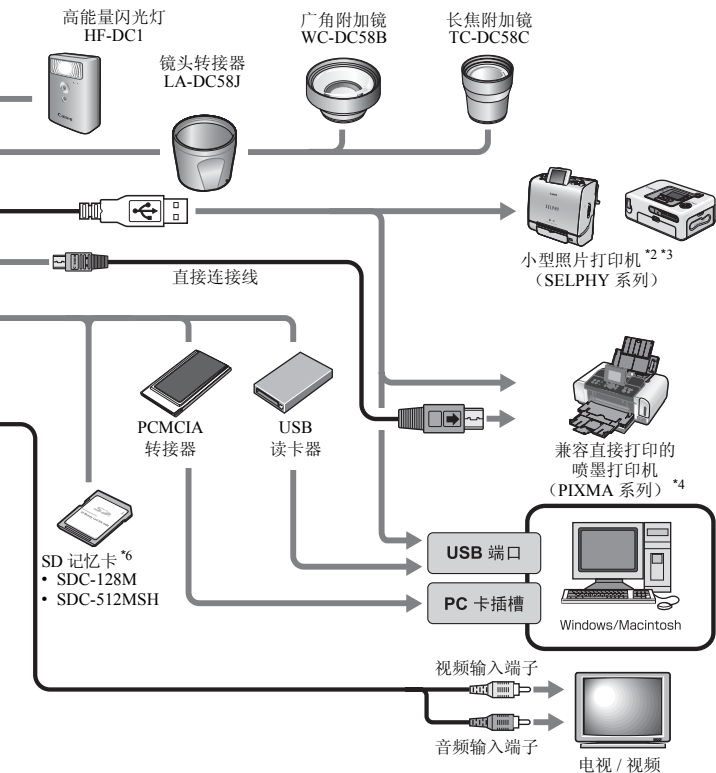 高能量闪光灯
HF-DC1
广角附加镜
WC-DC58B
长焦附加镜
TC-DC58C
镜头转接器
LA-DC58J
Canon
SELPHY
小型照片打印机 *2 *3
（SELPHY 系列）
直接连接线
PCMCIA
转接器
USB
读卡器
兼容直接打印的
喷墨打印机
（PIXMA 系列） *4
SD 记忆卡 *6
• SDC-128M
• SDC-512MSH
USB 端口
PC 卡插槽
Windows/Macintosh
视频输入端子
音频输入端子
电视 / 视频